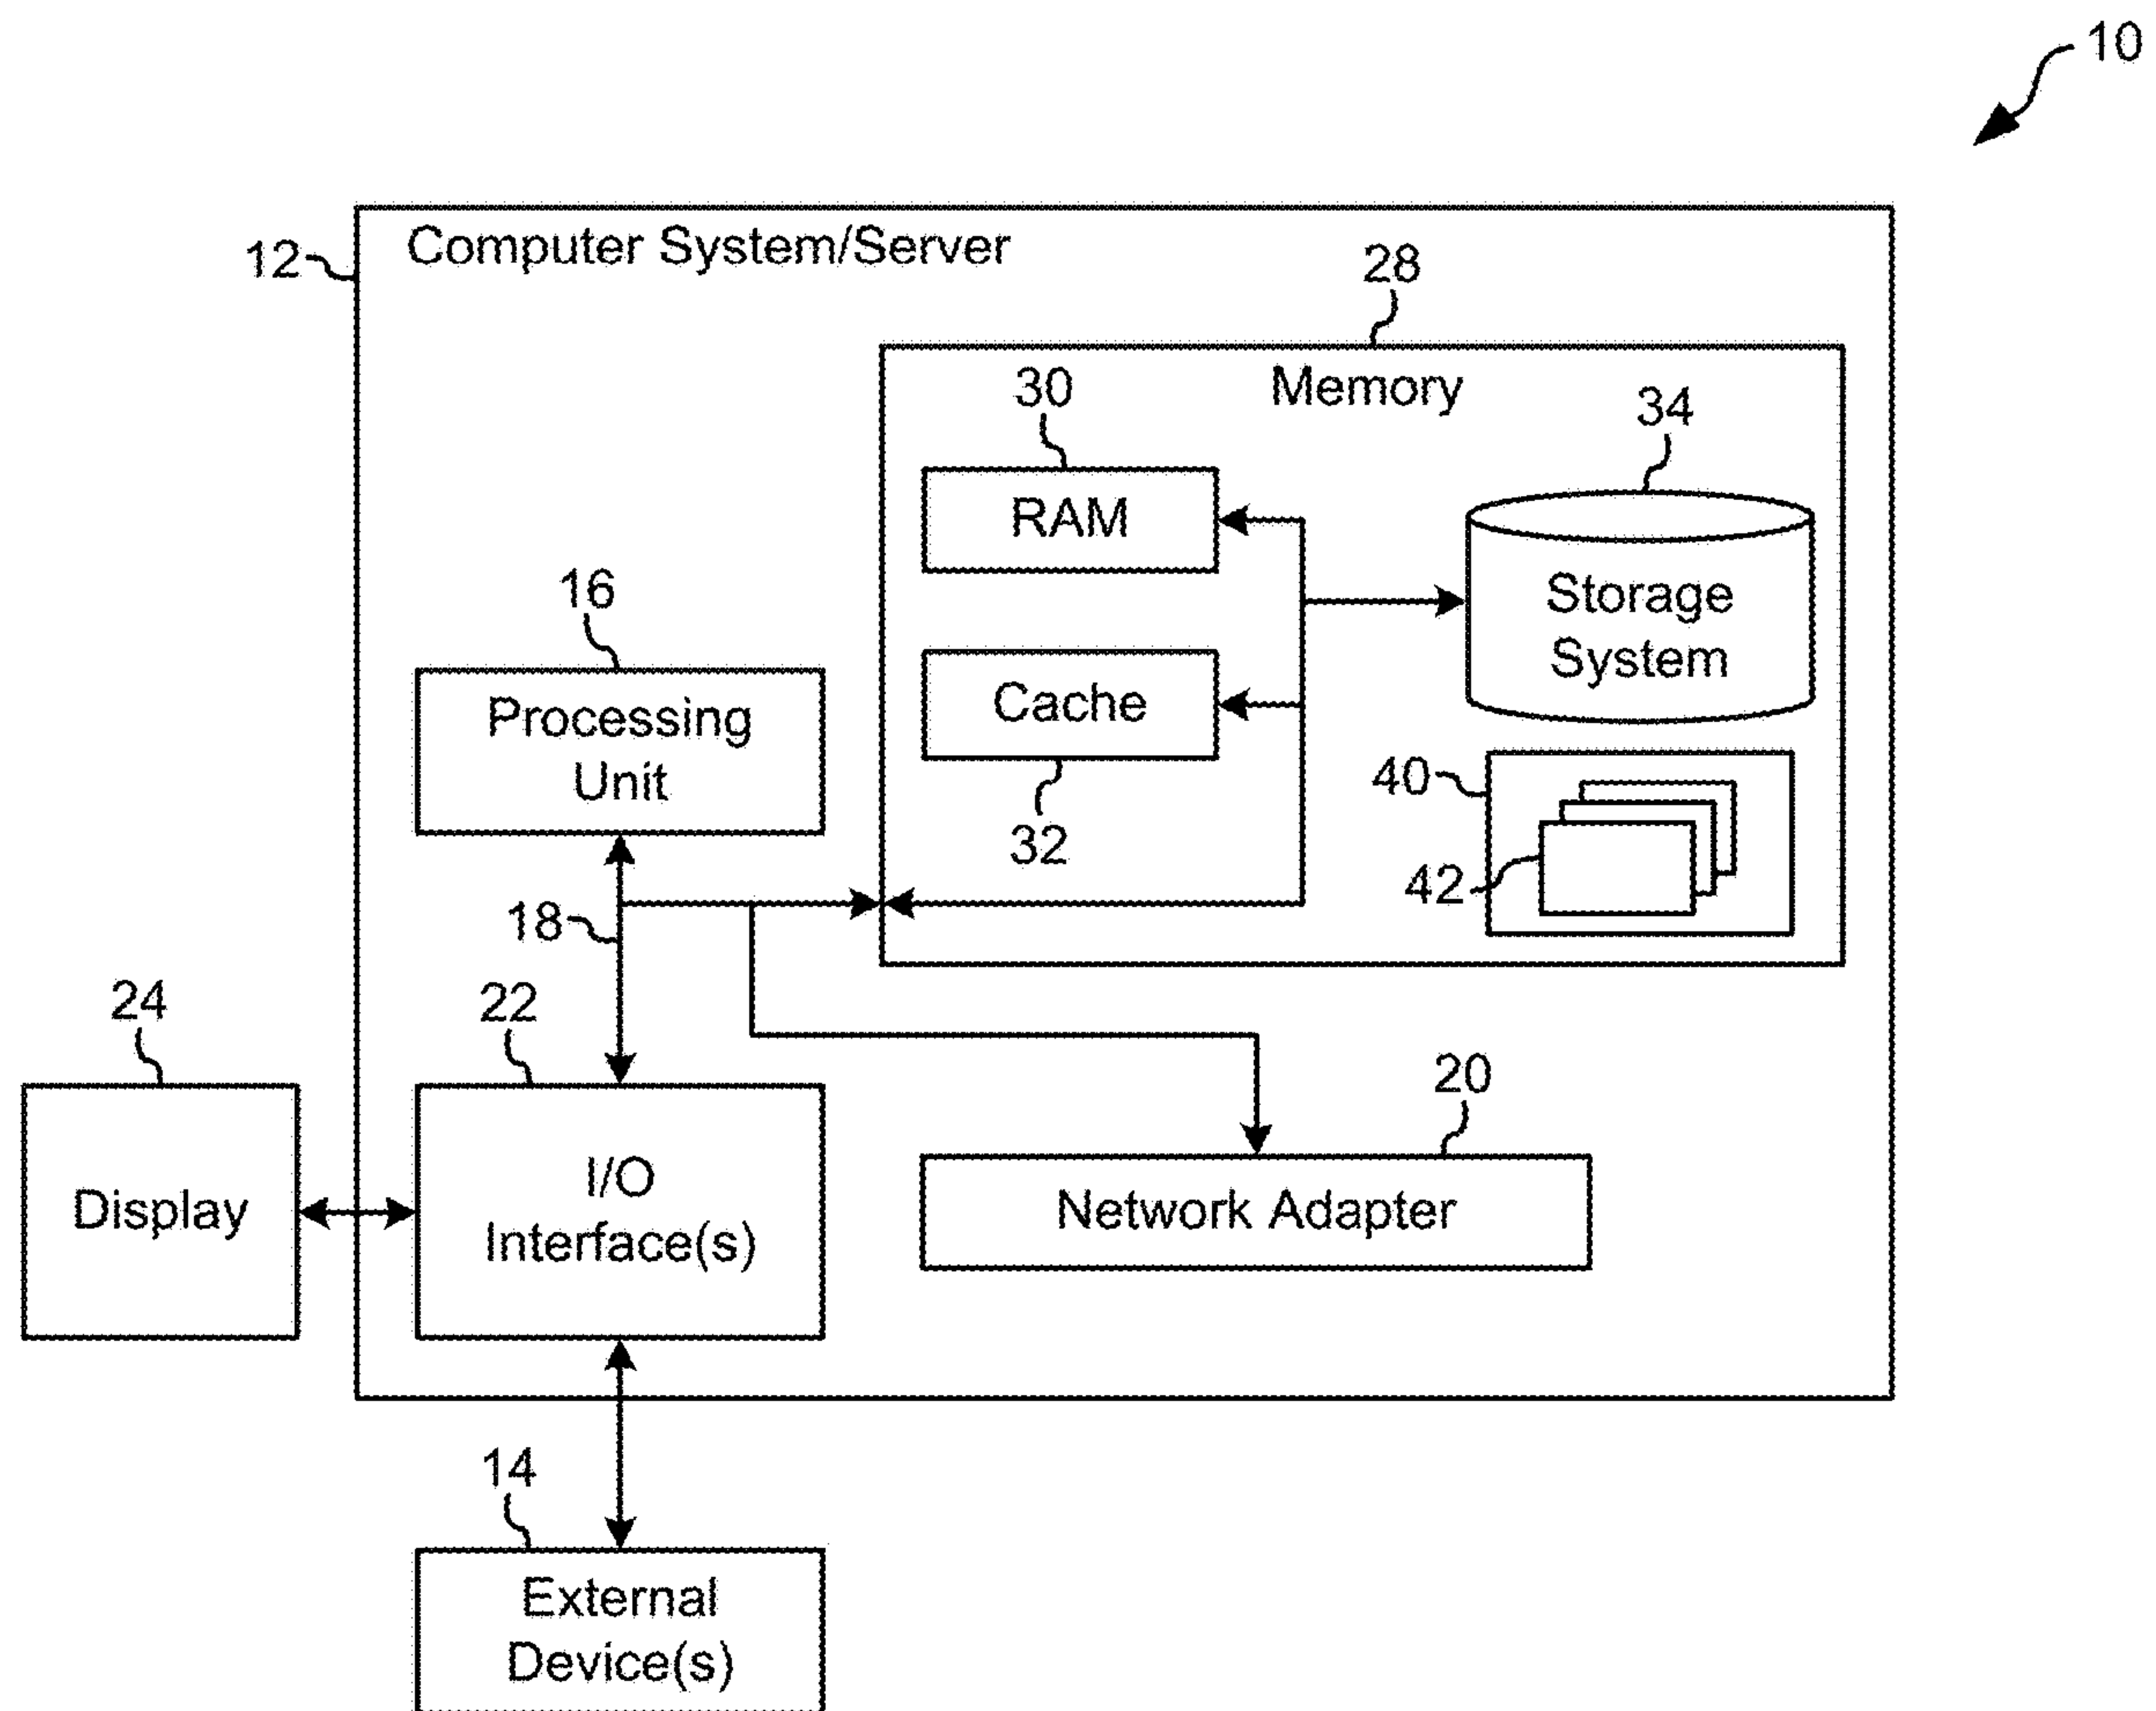 10
12
Computer System/Server
28
Memory
30
RAM
34
Storage
System
16
Processing
Unit
Cache
32
40
42
18
24
Display
22
I/O
Interface(s)
20
Network Adapter
14
External
Device(s)